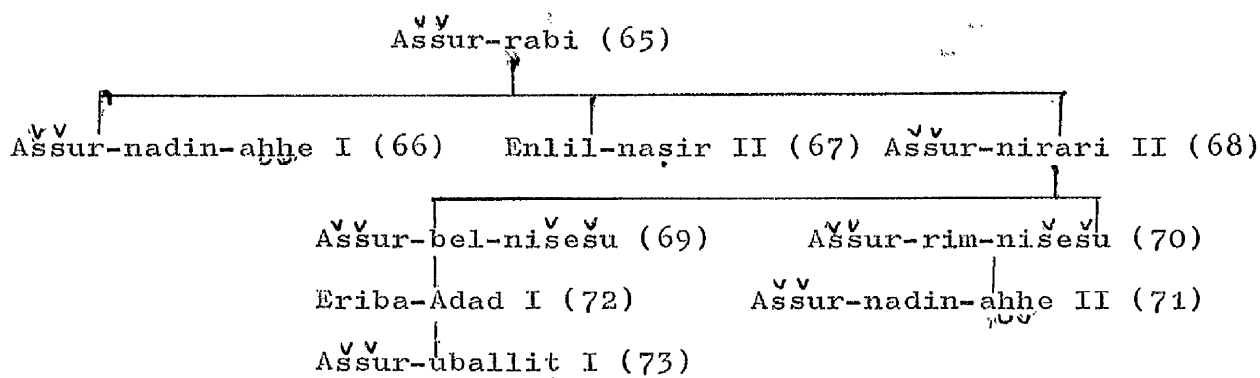 Aššur-rabi (65)
Aššur-nadin-aḫḫe I (66) Enlil-naṣir II (67) Aššur-nirari II (68)
Aššur-bel-nišešu (69) Aššur-rim-nišešu (70)
Eriba-Adad I (72) Aššur-nadin-aḫḫe II (71)
Aššur-uballit I (73)